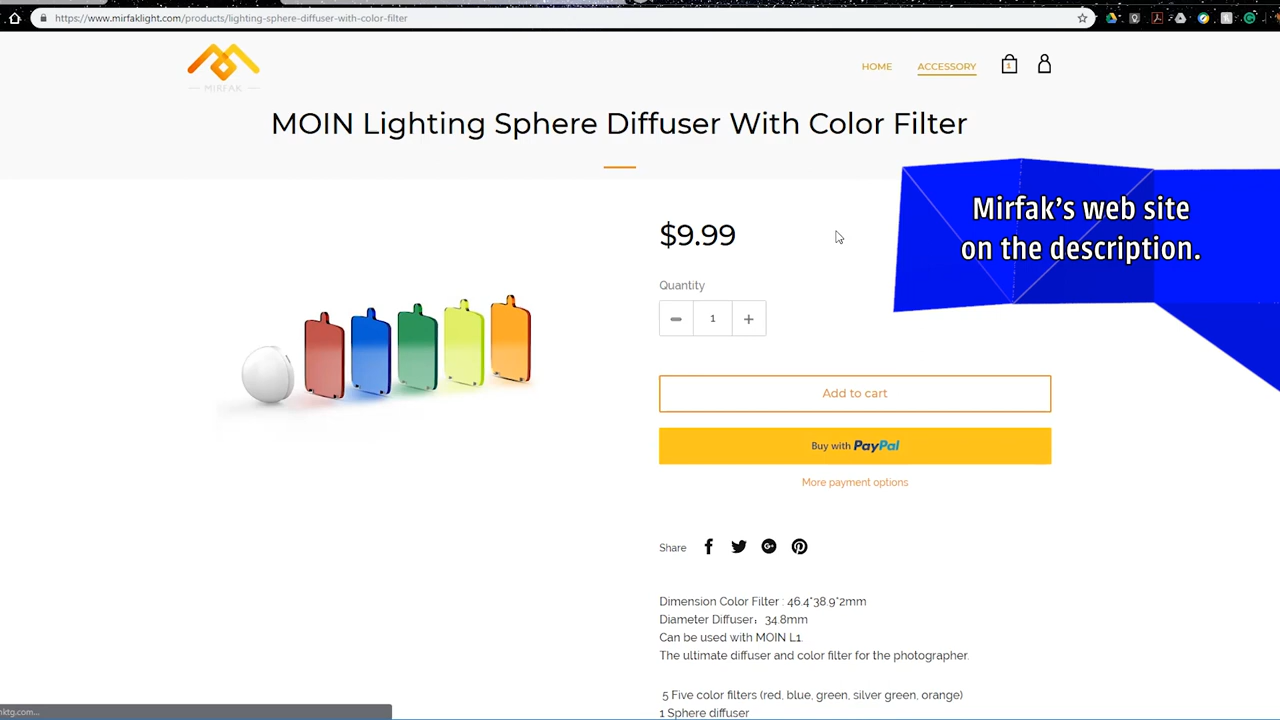 https://www.mirfaklight.com/products/lighting-sphere-diffuser-with-color-filter
MIRFAK
HOME
ACCESSORY
1
MOIN Lighting Sphere Diffuser With Color Filter
Mirfak's web site
on the description.
$9.99
Quantity
1
Add to cart
Buy with PayPal
More payment options
Share
Dimension Color Filter : 46.4*38.9*2mm
Diameter Diffuser： 34.8mm
Can be used with MOIN L1.
The ultimate diffuser and color filter for the photographer.
5 Five color filters (red, blue, green, silver green, orange)
1 Sphere diffuser
nktg.com...